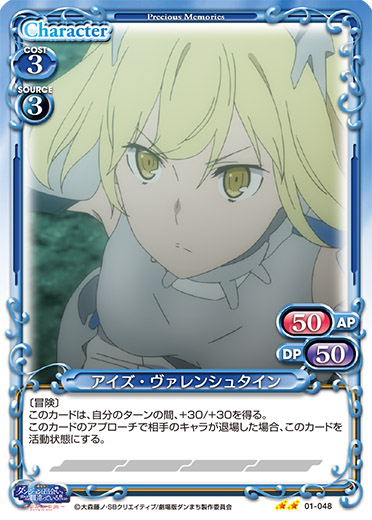 Precious Memories
Character
COST
3
SOURCE
3
50 AP
DP 50
アイズ・ヴァレンシュタイン
［冒険］
このカードは、自分のターンの間、+30/+30を得る。
このカードのアプローチで相手のキャラが退場した場合、このカードを
活動状態にする。
©大森藤ノ・SBクリエイティブ/劇場版ダンまち製作委員会
01-048